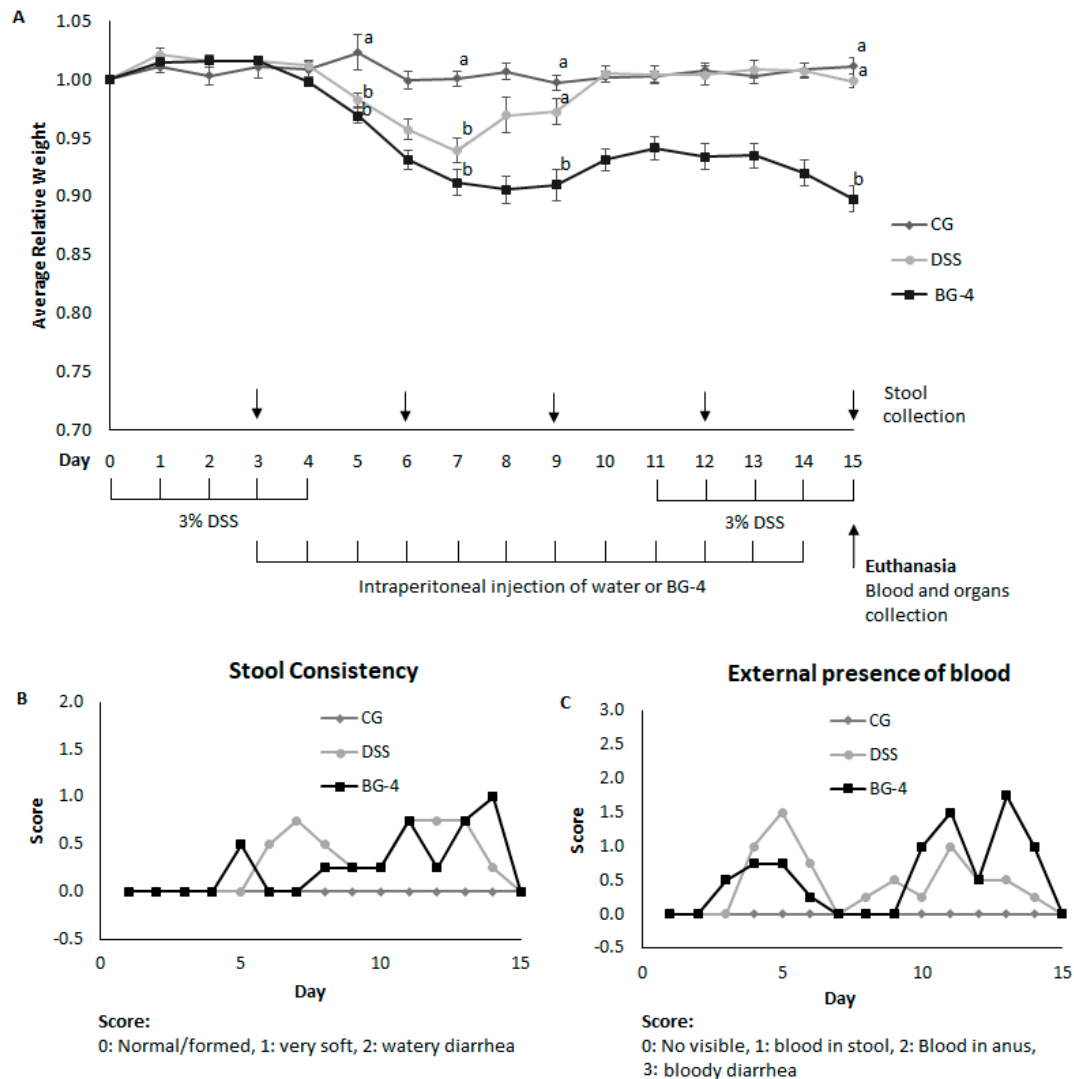 A
1.05
1.00
0.95
0.90
0.85
0.80
0.75
0.70
Average Relative Weight
a
a
a
a
a
a
b
b
b
b
b
b
CG
DSS
BG-4
Stool
collection
Day 0 1 2 3 4 5 6 7 8 9 10 11 12 13 14 15
3% DSS
3% DSS
Intraperitoneal injection of water or BG-4
Euthanasia
Blood and organs
collection
Stool Consistency
B
2.0
1.5
1.0
0.5
0.0
-0.5
Score
CG
DSS
BG-4
0 5 10 15
Day
Score:
0: Normal/formed, 1: very soft, 2: watery diarrhea
External presence of blood
C
3.0
2.5
2.0
1.5
1.0
0.5
0.0
-0.5
Score
CG
DSS
BG-4
0 5 10 15
Day
Score:
0: No visible, 1: blood in stool, 2: Blood in anus,
3: bloody diarrhea